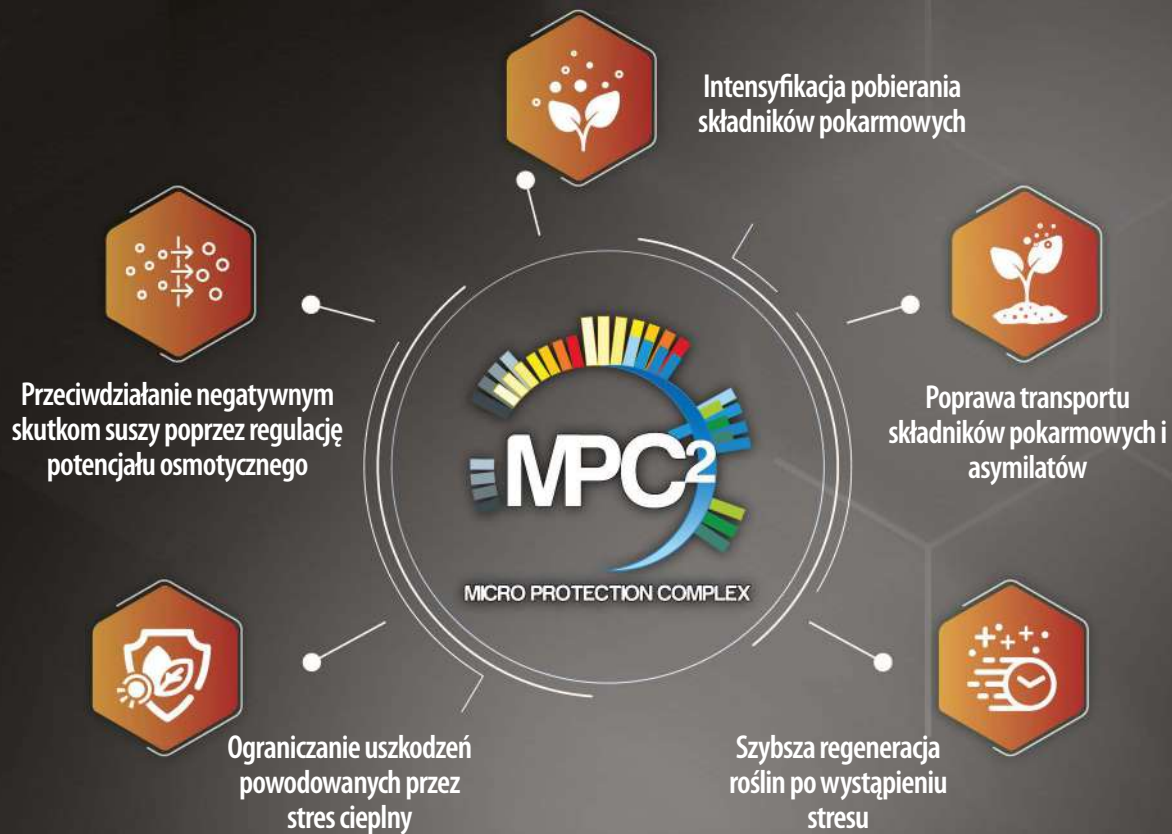 Intensyfikacja pobierania
składników pokarmowych
Przeciwdziałanie negatywnym
skutkom suszy poprzez regulację
potencjału osmotycznego
Poprawa transportu
składników pokarmowych i
asymilatów
MPC²
MICRO PROTECTION COMPLEX
Ograniczanie uszkodzeń
powodowanych przez
stres cieplny
Szybsza regeneracja
roślin po wystąpieniu
stresu